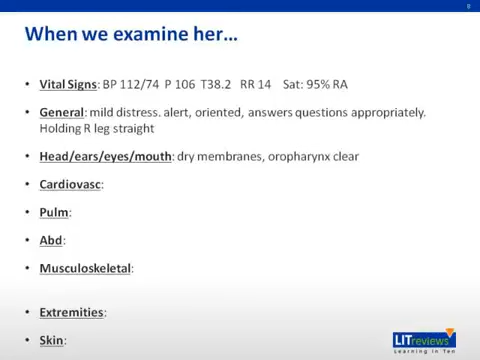 8
When we examine her...
• Vital Signs: BP 112/74 P 106 T38.2 RR 14 Sat: 95% RA
• General: mild distress. alert, oriented, answers questions appropriately.
Holding R leg straight
• Head/ears/eyes/mouth: dry membranes, oropharynx clear
• Cardiovasc:
• Pulm:
• Abd:
• Musculoskeletal:
• Extremities:
• Skin:
LITreviews
Learning in Ten